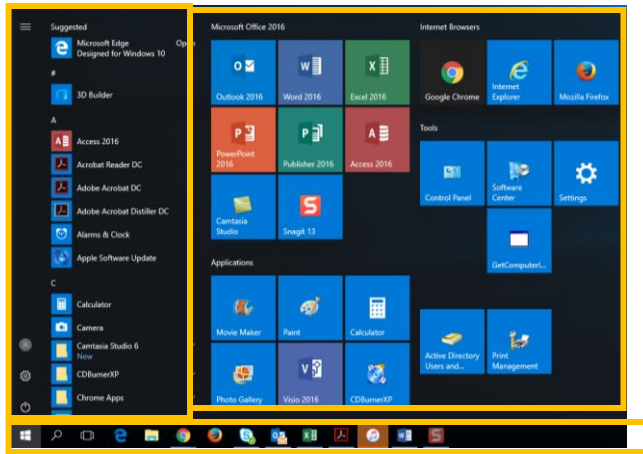 Suggested
Microsoft Edge
Designed for Windows 10
#
3D Builder
A
Access 2016
Acrobat Reader DC
Adobe Acrobat DC
Adobe Acrobat Distiller DC
Alarms & Clock
Apple Software Update
C
Calculator
Camera
Camtasia Studio 6
New
CDBurnerXP
Chrome Apps
Microsoft Office 2016
Outlook 2016
Word 2016
Excel 2016
PowerPoint
2016
Publisher 2016
Access 2016
Camtasia
Studio
Snagit 13
Applications
Movie Maker
Paint
Calculator
Photo Gallery
Visio 2016
CDBurnerXP
Internet Browsers
Google Chrome
Internet
Explorer
Mozilla Firefox
Tools
Control Panel
Software
Center
Settings
GetComputerI...
Active Directory
Users and...
Print
Management